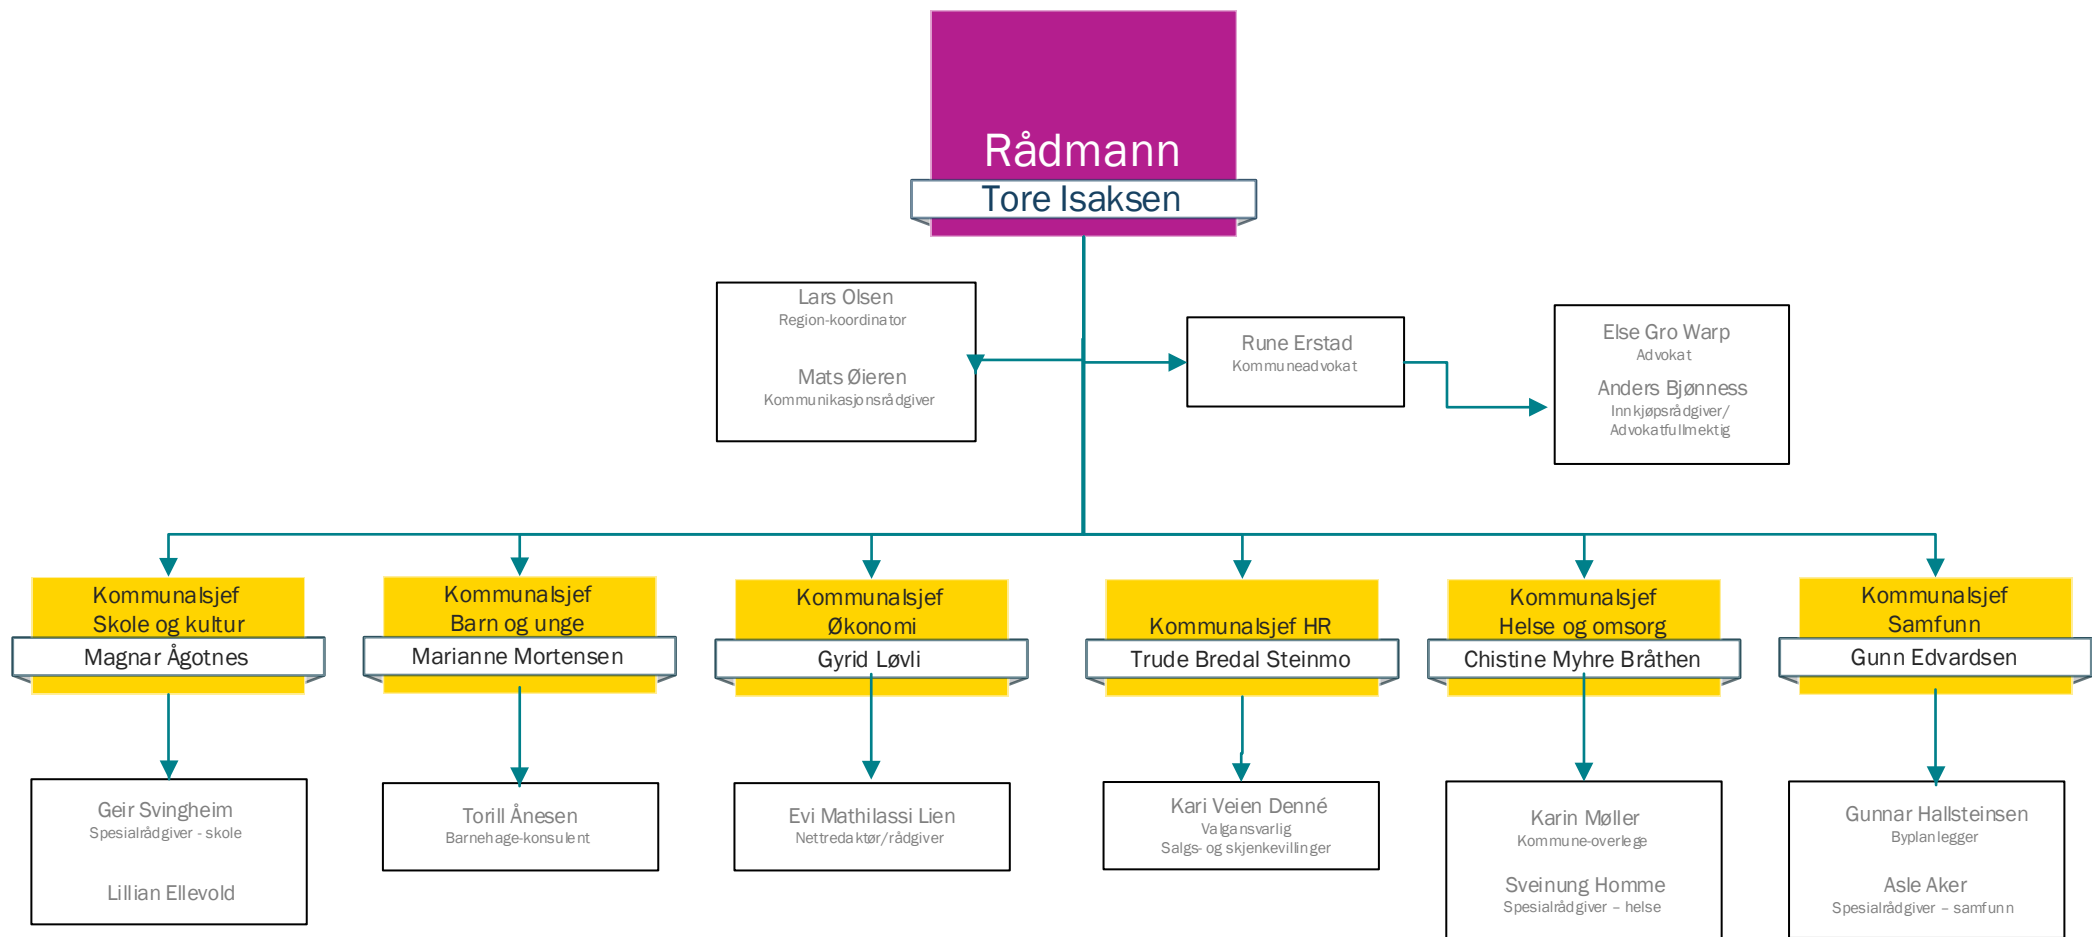 Rådmann
Tore Isaksen
Lars Olsen
Region-koordinator
Mats Øieren
Kommunikasjonsrådgiver
Rune Erstad
Kommuneadvokat
Else Gro Warp
Advokat
Anders Bjønness
Innkjøpsrådgiver/
Advokatfullmektig
Kommunalsjef
Skole og kultur
Magnar Ågotnes
Kommunalsjef
Barn og unge
Marianne Mortensen
Kommunalsjef
Økonomi
Gyrid Løvli
Kommunalsjef HR
Trude Bredal Steinmo
Kommunalsjef
Helse og omsorg
Chistine Myhre Bråthen
Kommunalsjef
Samfunn
Gunn Edvardsen
Geir Svingheim
Spesialrådgiver - skole
Lillian Ellevold
Torill Ånesen
Barnehage-konsulent
Evi Mathilassi Lien
Nettredaktør/rådgiver
Kari Veien Denné
Valgansvarlig
Salgs- og skjenkevillinger
Karin Møller
Kommune-overlege
Sveinung Homme
Spesialrådgiver – helse
Gunnar Hallsteinsen
Byplanlegger
Asle Aker
Spesialrådgiver – samfunn